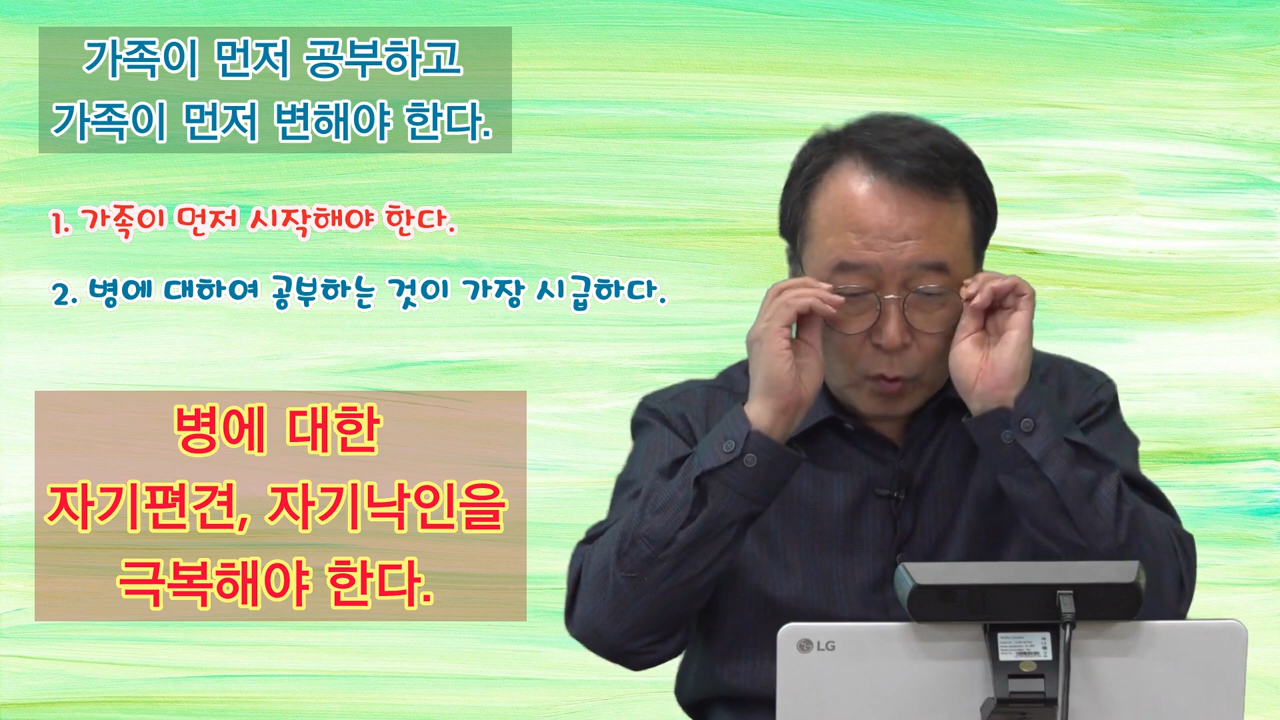 가족이 먼저 공부하고
가족이 먼저 변해야 한다.
1. 가족이 먼저 시작해야 한다.
2. 병에 대하여 공부하는 것이 가장 시급하다.
병에 대한
자기편견, 자기낙인을
극복해야 한다.
LG